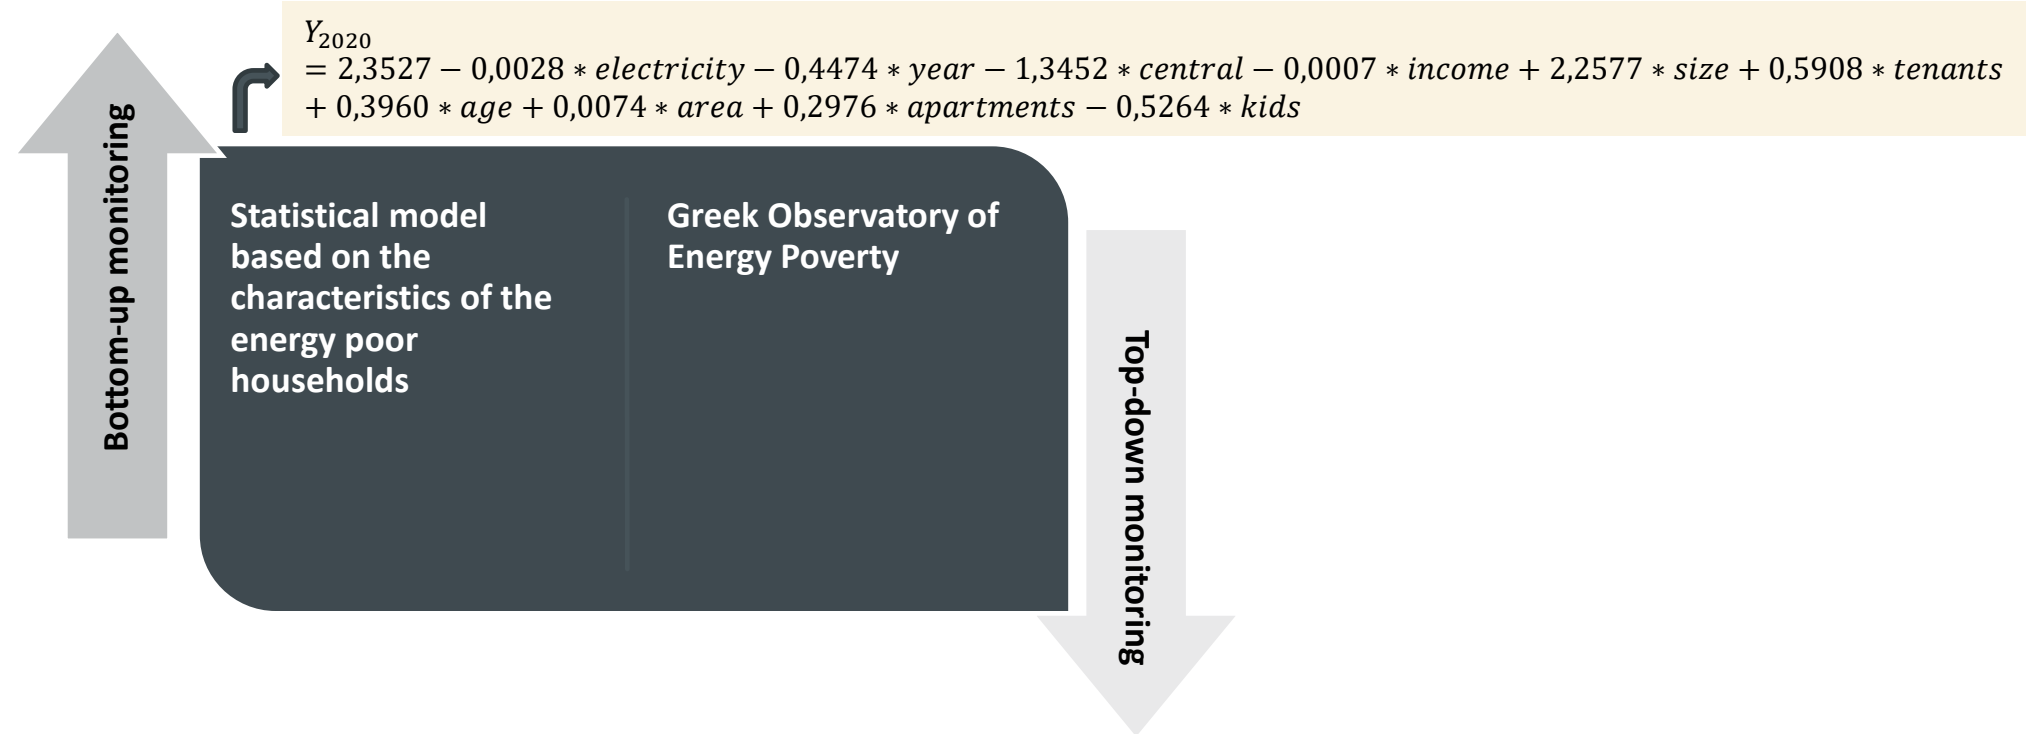 Y₂₀₂₀
= 2,3527 − 0,0028 ∗ electricity − 0,4474 ∗ year − 1,3452 ∗ central − 0,0007 ∗ income + 2,2577 ∗ size + 0,5908 ∗ tenants
+ 0,3960 ∗ age + 0,0074 ∗ area + 0,2976 ∗ apartments − 0,5264 ∗ kids
Bottom-up monitoring
Statistical model
based on the
characteristics of the
energy poor
households
Greek Observatory of
Energy Poverty
Top-down monitoring